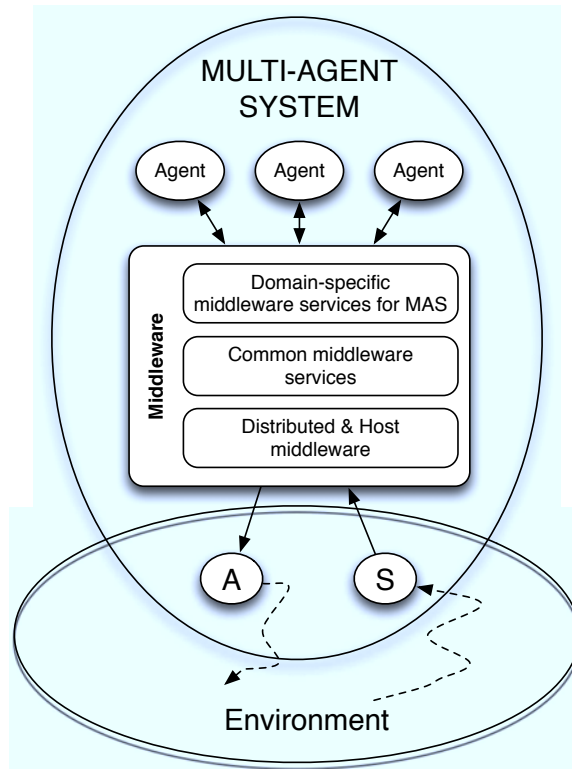 MULTI-AGENT
SYSTEM
Agent
Agent
Agent
Middleware
Domain-specific
middleware services for MAS
Common middleware
services
Distributed & Host
middleware
A
S
Environment